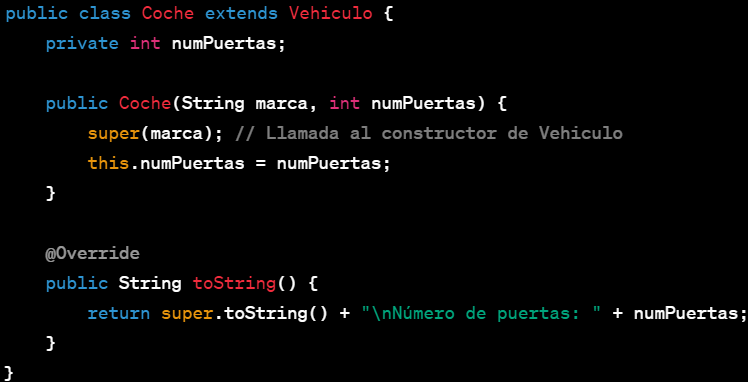 public class Coche extends Vehiculo {
    private int numPuertas;

    public Coche(String marca, int numPuertas) {
        super(marca); // Llamada al constructor de Vehiculo
        this.numPuertas = numPuertas;
    }

    @Override
    public String toString() {
        return super.toString() + "\nNúmero de puertas: " + numPuertas;
    }
}